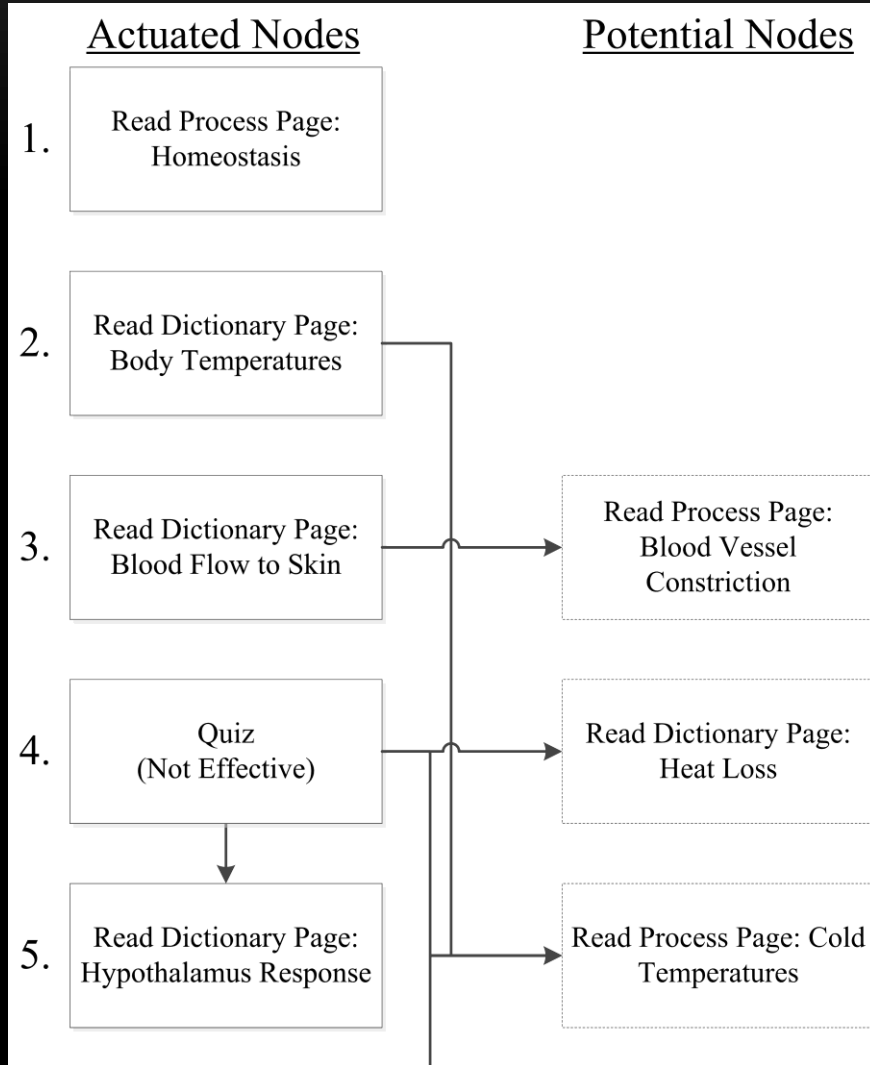 Actuated Nodes
Potential Nodes
1.
Read Process Page:
Homeostasis
2.
Read Dictionary Page:
Body Temperatures
3.
Read Dictionary Page:
Blood Flow to Skin
Read Process Page:
Blood Vessel
Constriction
4.
Quiz
(Not Effective)
Read Dictionary Page:
Heat Loss
5.
Read Dictionary Page:
Hypothalamus Response
Read Process Page: Cold
Temperatures